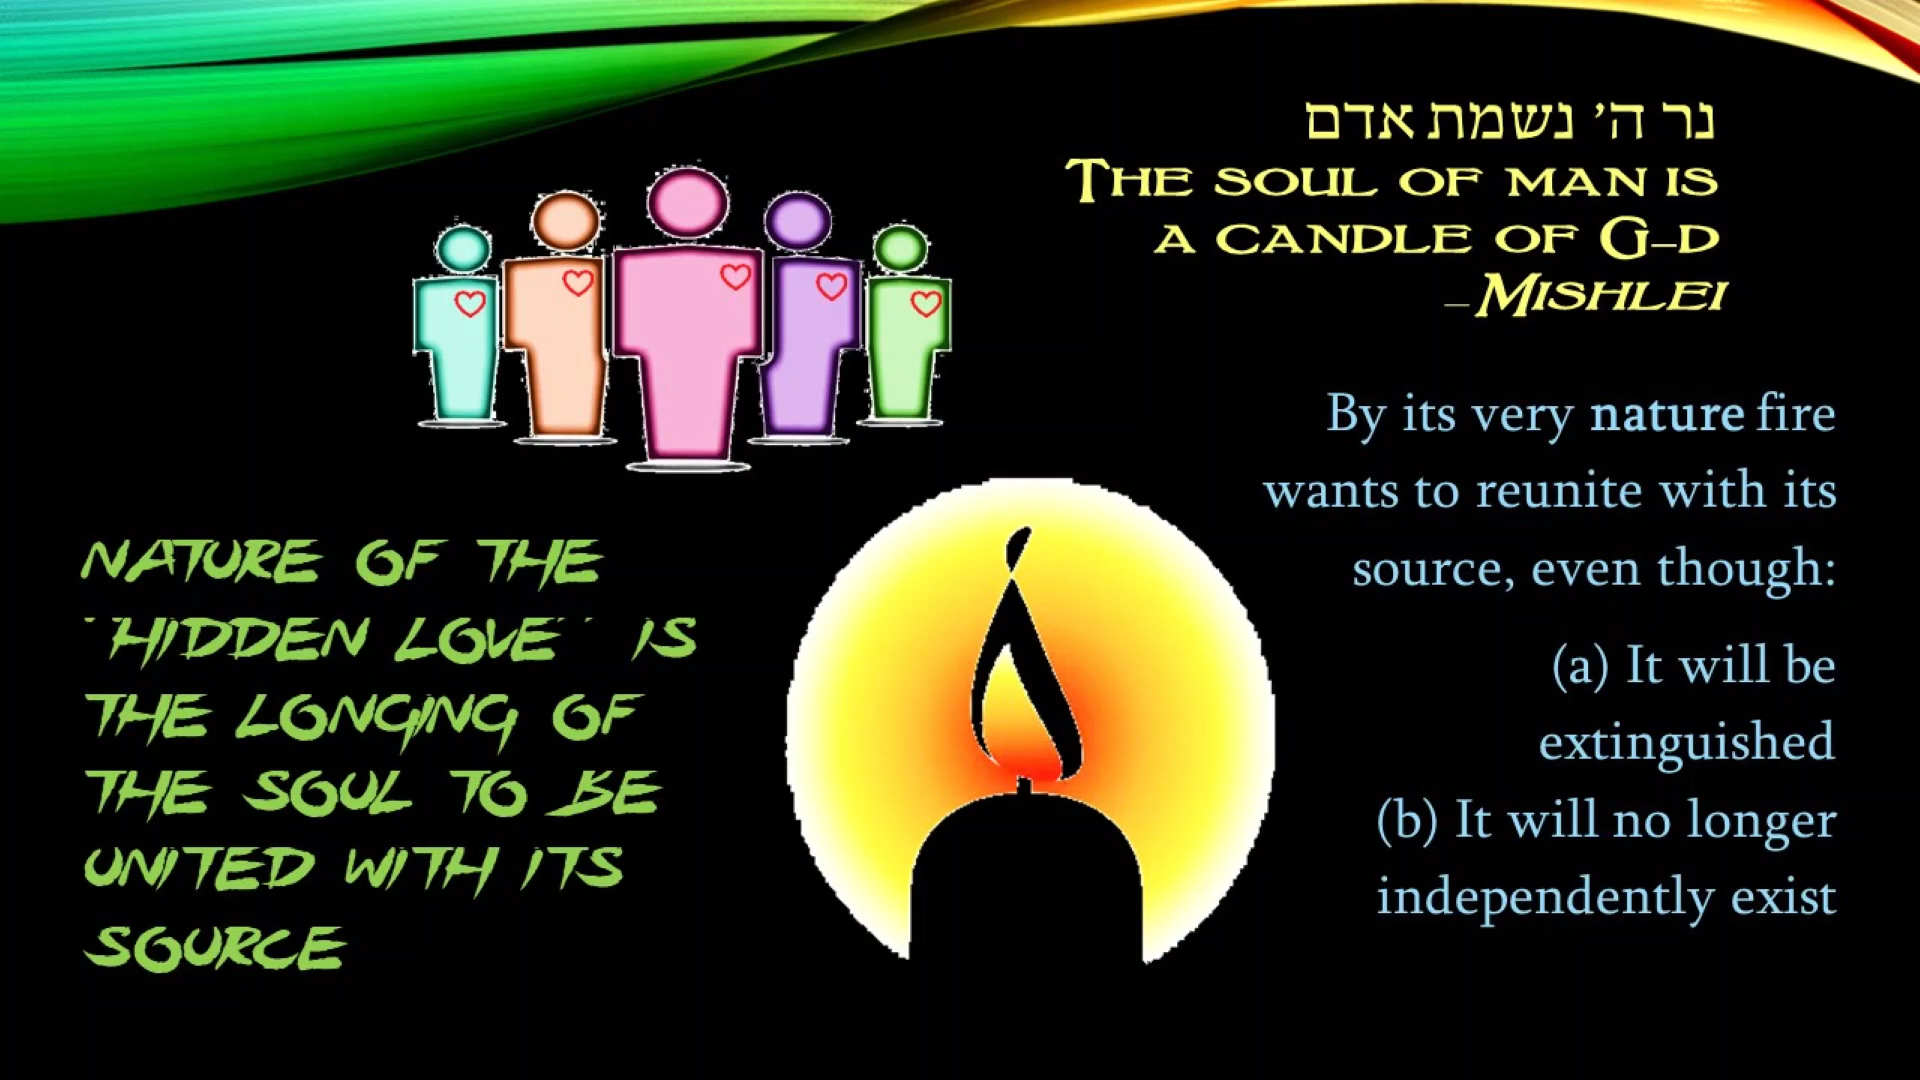 נר ה׳ נשמת אדם
The soul of man is
a candle of G-d
– Mishlei
By its very nature fire
wants to reunite with its
source, even though:
(a) It will be
extinguished
(b) It will no longer
independently exist
NATURE OF THE
"HIDDEN LOVE" IS
THE LONGING OF
THE SOUL TO BE
UNITED WITH ITS
SOURCE